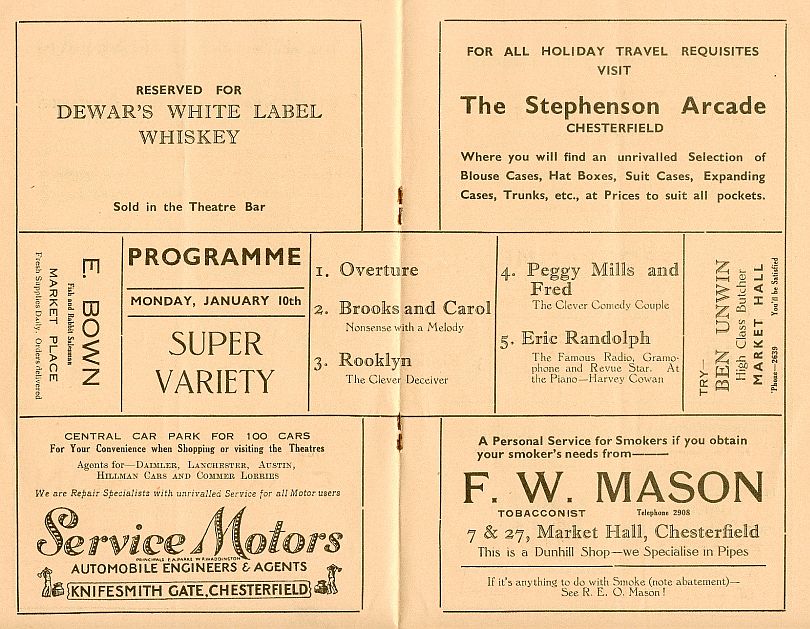 RESERVED FOR
DEWAR'S WHITE LABEL
WHISKEY
Sold in the Theatre Bar
FOR ALL HOLIDAY TRAVEL REQUISITES
VISIT
The Stephenson Arcade
CHESTERFIELD
Where you will find an unrivalled Selection of
Blouse Cases, Hat Boxes, Suit Cases, Expanding
Cases, Trunks, etc., at Prices to suit all pockets.
E. BOWN
Fish and Rabbit Salesman
MARKET PLACE
Fresh Supplies Daily. Orders delivered
PROGRAMME
MONDAY, JANUARY 10th
SUPER
VARIETY
1. Overture
2. Brooks and Carol
Nonsense with a Melody
3. Rooklyn
The Clever Deceiver
4. Peggy Mills and
Fred
The Clever Comedy Couple
5. Eric Randolph
The Famous Radio, Gramo-
phone and Revue Star. At
the Piano—Harvey Cowan
TRY—
BEN UNWIN
High Class Butcher
MARKET HALL
'Phone—2639 You'll be Satisfied
CENTRAL CAR PARK FOR 100 CARS
For Your Convenience when Shopping or visiting the Theatres
Agents for—DAIMLER, LANCHESTER, AUSTIN,
HILLMAN CARS AND COMMER LORRIES
We are Repair Specialists with unrivalled Service for all Motor users
Service Motors
PRINCIPALS F.A. PARKE W.R. WADDINGTON
AUTOMOBILE ENGINEERS & AGENTS
KNIFESMITH GATE, CHESTERFIELD
A Personal Service for Smokers if you obtain
your smoker's needs from——
F. W. MASON
TOBACCONIST Telephone 2908
7 & 27, Market Hall, Chesterfield
This is a Dunhill Shop—we Specialise in Pipes
If it's anything to do with Smoke (note abatement)—
See R. E. O. Mason!